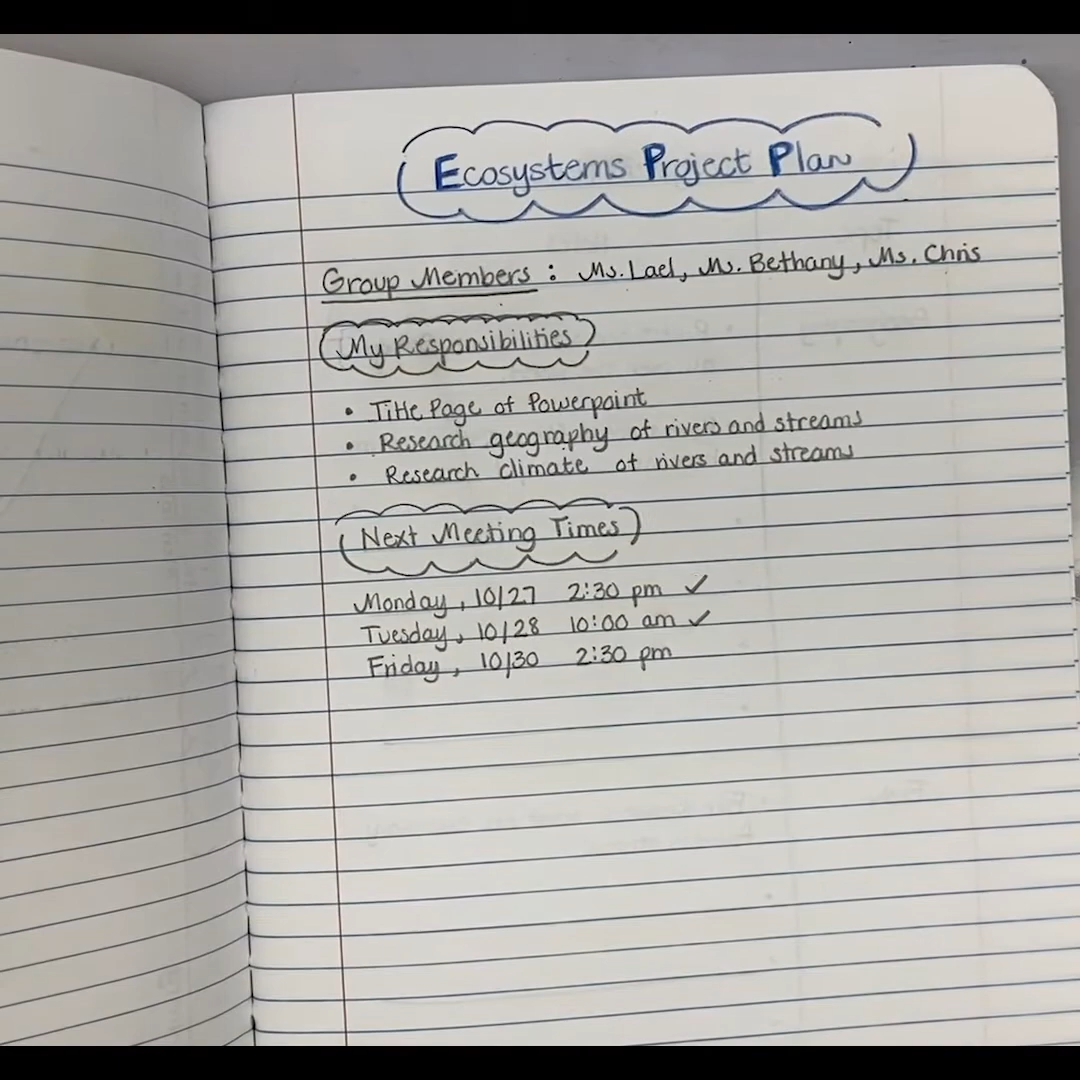 Ecosystems Project Plan
Group Members : Ms. Lael, Ms. Bethany, Ms. Chris
My Responsibilities
• Title Page of Powerpoint
• Research geography of rivers and streams
• Research climate of rivers and streams
Next Meeting Times
Monday, 10/27 2:30 pm ✓
Tuesday, 10/28 10:00 am ✓
Friday, 10/30 2:30 pm